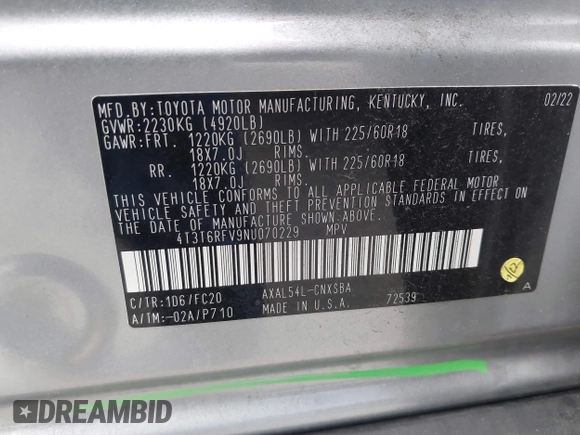 MFD.BY:TOYOTA MOTOR MANUFACTURING, KENTUCKY, INC. 02/22
GVWR:2230KG (4920LB)
GAWR:FRT. 1220KG (2690LB) WITH 225/60R18 TIRES,
18X7.0J RIMS.
RR. 1220KG (2690LB) WITH 225/60R18 TIRES,
18X7.0J RIMS.
THIS VEHICLE CONFORMS TO ALL APPLICABLE FEDERAL MOTOR
VEHICLE SAFETY AND THEFT PREVENTION STANDARDS IN EFFECT ON
THE DATE OF MANUFACTURE SHOWN ABOVE.
4T3T6RFV9NU070229 MPV
C/TR:1D6/FC20 AXAL54L-CNXSBA A
A/TM:-02A/P710 MADE IN U.S.A. 72539
DREAMBID